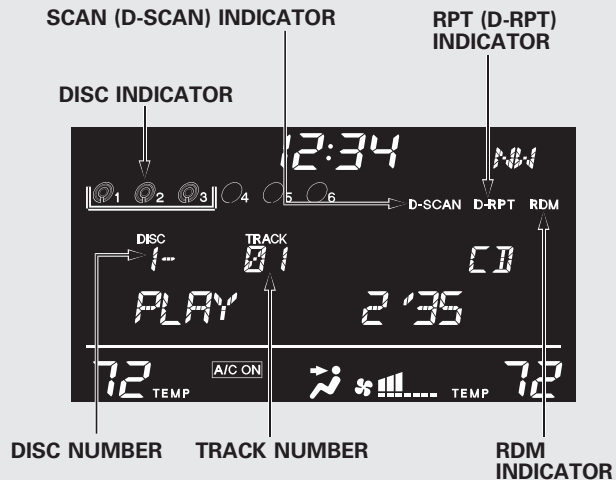 SCAN (D-SCAN) INDICATOR
RPT (D-RPT)
INDICATOR
DISC INDICATOR
12:34 NW
1 2 3 4 5 6
D-SCAN D-RPT RDM
DISC TRACK
1- 01 CD
PLAY 2'35
72 TEMP A/C ON TEMP 72
DISC NUMBER TRACK NUMBER RDM
INDICATOR